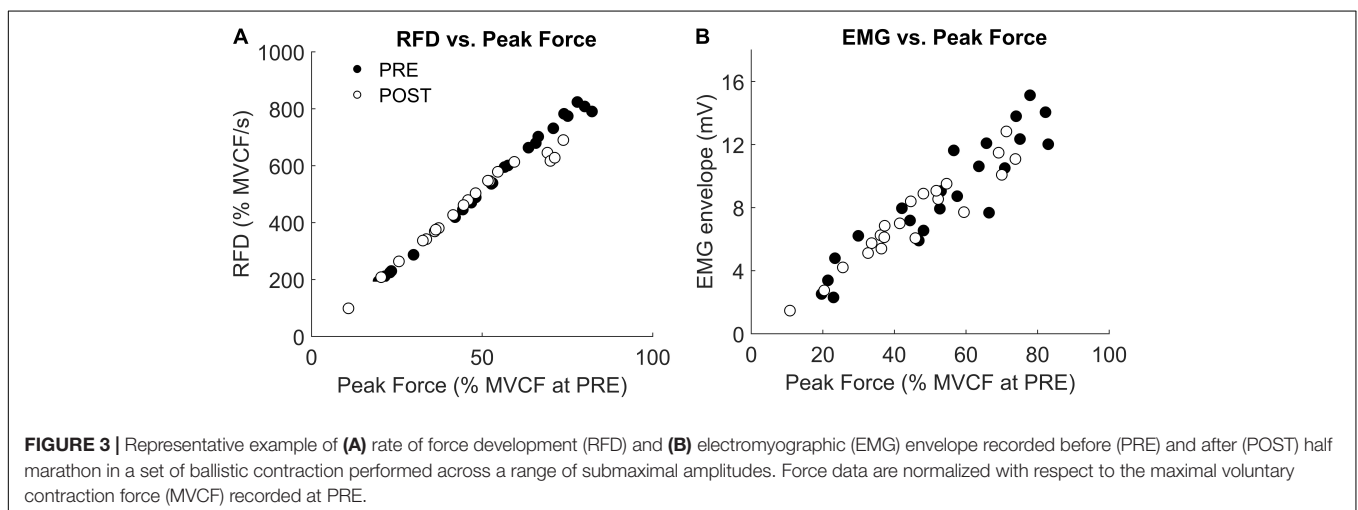 A
RFD vs. Peak Force
1000
800
600
400
200
0
RFD (% MVCF/s)
PRE
POST
0 50 100
Peak Force (% MVCF at PRE)
B
EMG vs. Peak Force
16
12
8
4
0
EMG envelope (mV)
0 20 40 60 80 100
Peak Force (% MVCF at PRE)
FIGURE 3 | Representative example of (A) rate of force development (RFD) and (B) electromyographic (EMG) envelope recorded before (PRE) and after (POST) half
marathon in a set of ballistic contraction performed across a range of submaximal amplitudes. Force data are normalized with respect to the maximal voluntary
contraction force (MVCF) recorded at PRE.